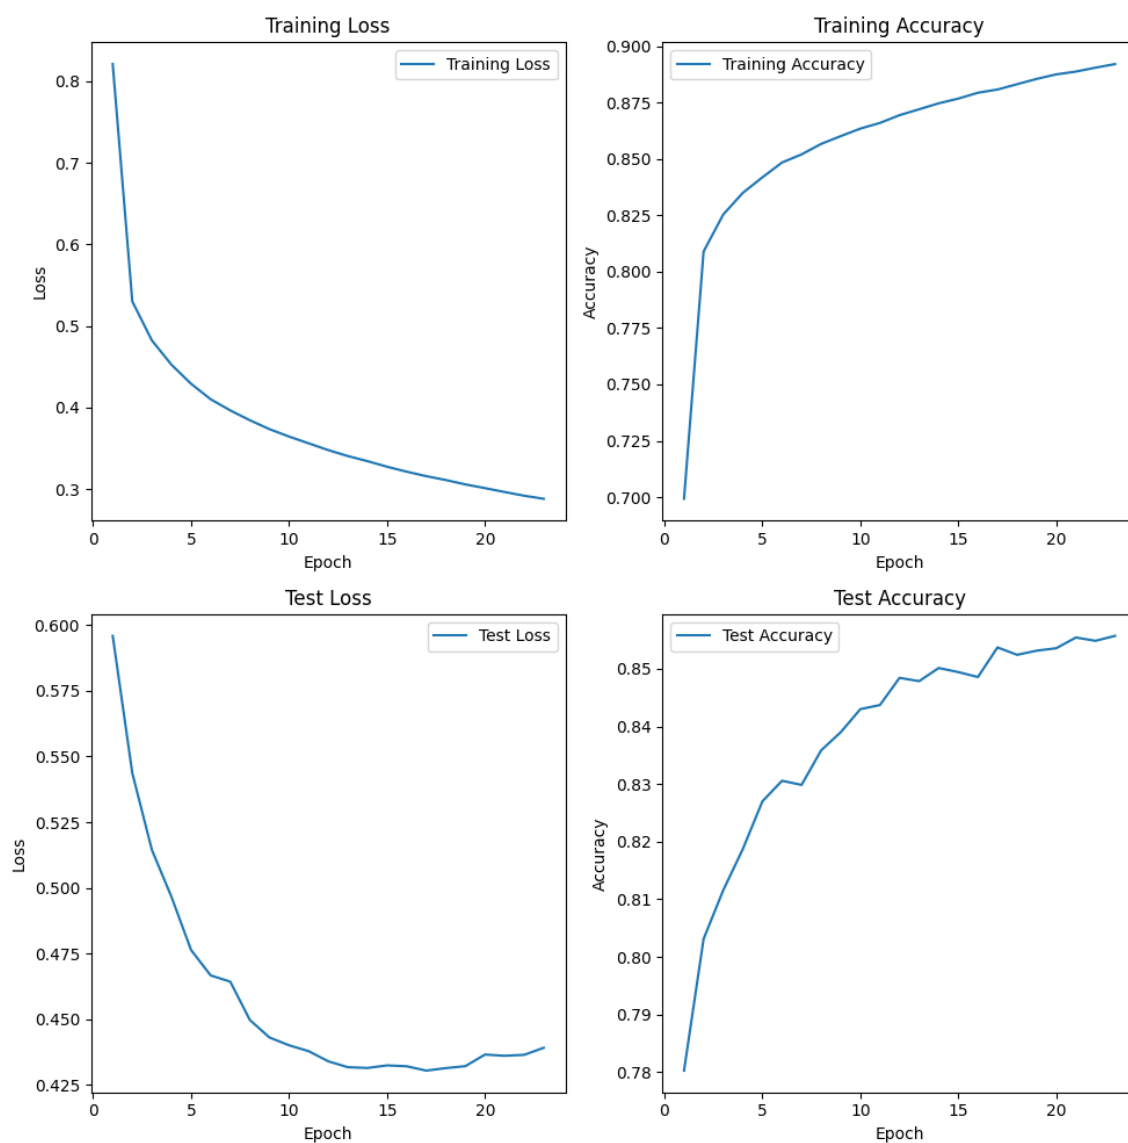 Training Loss
Training Loss
0.8
0.7
0.6
0.5
0.4
0.3
Loss
0 5 10 15 20
Epoch
Training Accuracy
Training Accuracy
0.900
0.875
0.850
0.825
0.800
0.775
0.750
0.725
0.700
Accuracy
0 5 10 15 20
Epoch
Test Loss
Test Loss
0.600
0.575
0.550
0.525
0.500
0.475
0.450
0.425
Loss
0 5 10 15 20
Epoch
Test Accuracy
Test Accuracy
0.85
0.84
0.83
0.82
0.81
0.80
0.79
0.78
Accuracy
0 5 10 15 20
Epoch